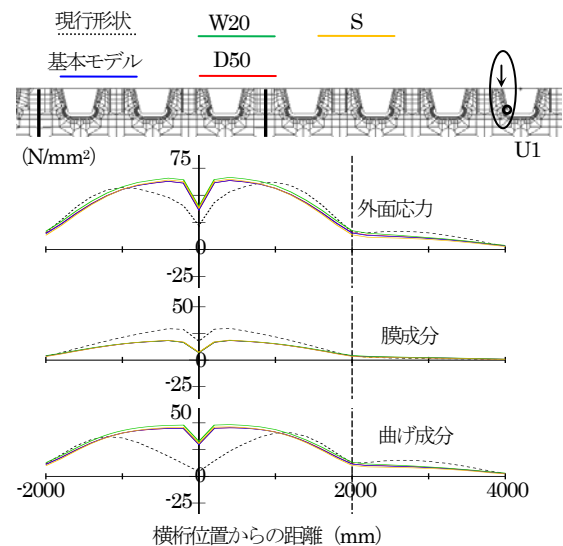 現行形状 W20 S
基本モデル D50
U1
(N/mm²)
75
外面応力
0
-25
50
膜成分
0
-25
50
曲げ成分
0
-25
-2000 0 2000 4000
横桁位置からの距離 (mm)